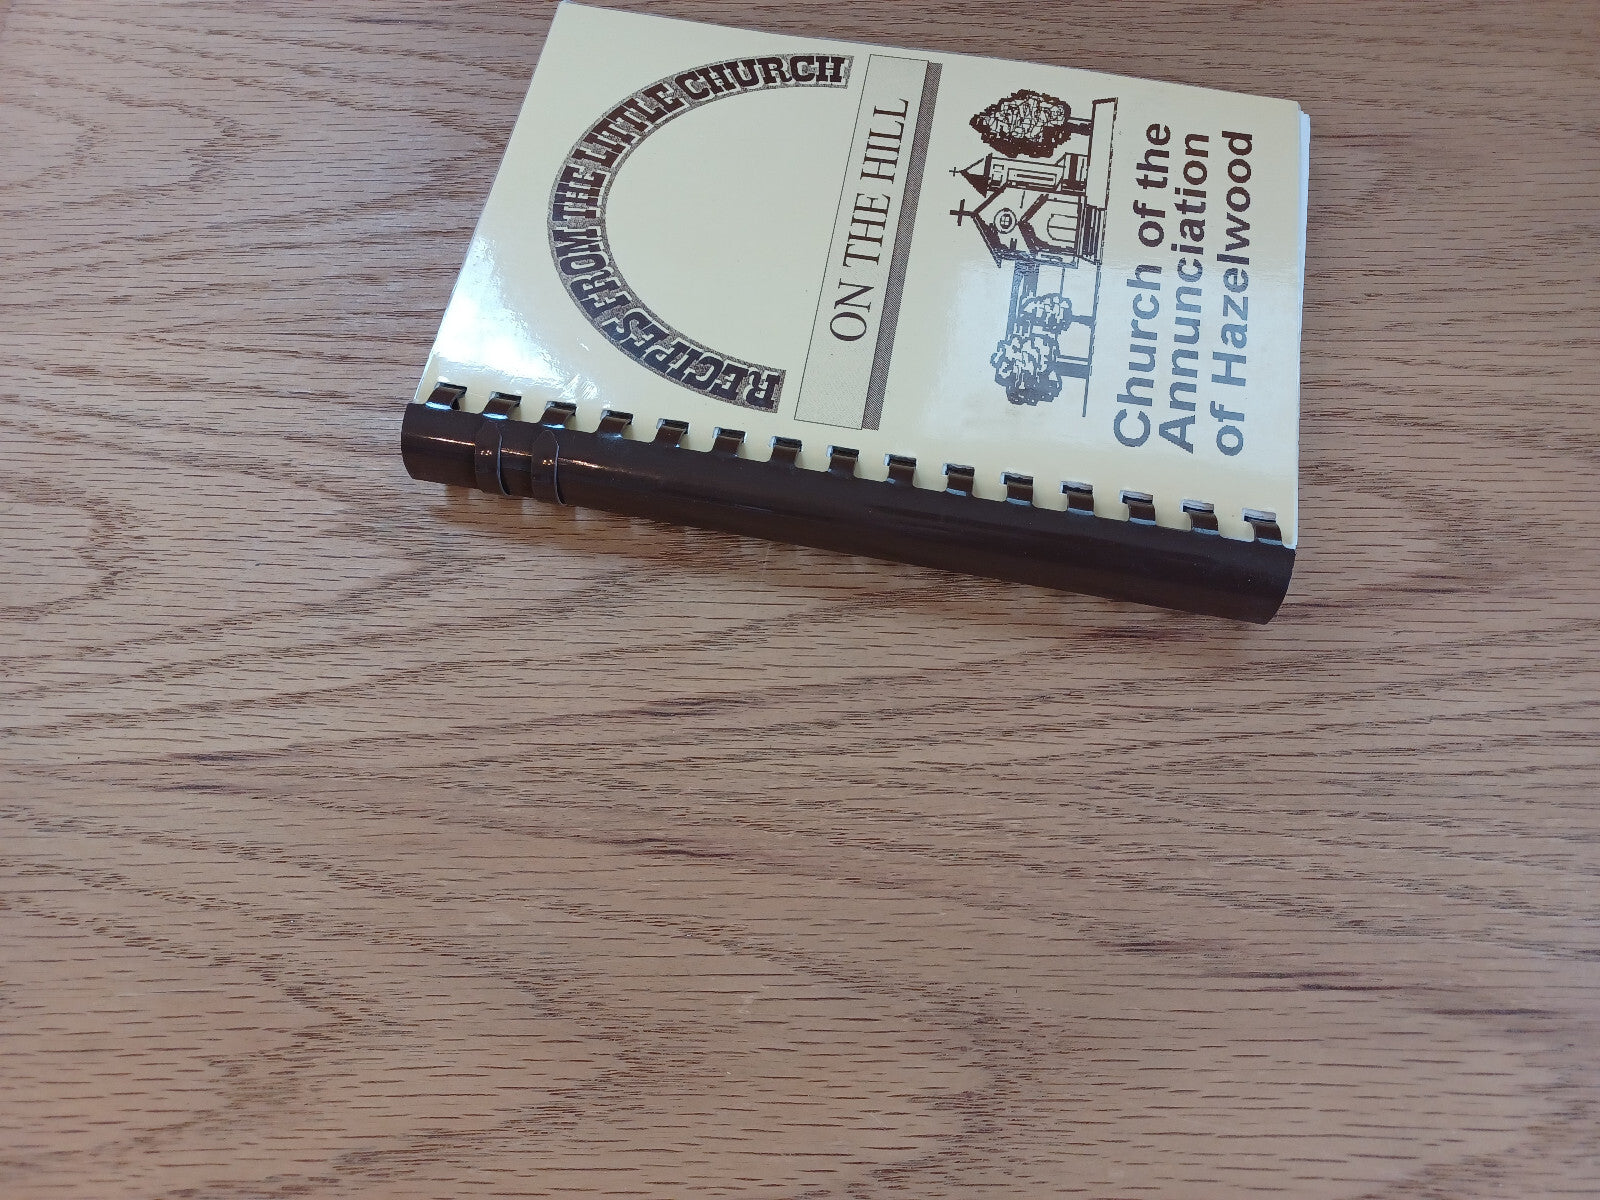 RECIPES FROM THE LITTLE CHURCH
ON THE HILL
Church of the
Annunciation
of Hazelwood